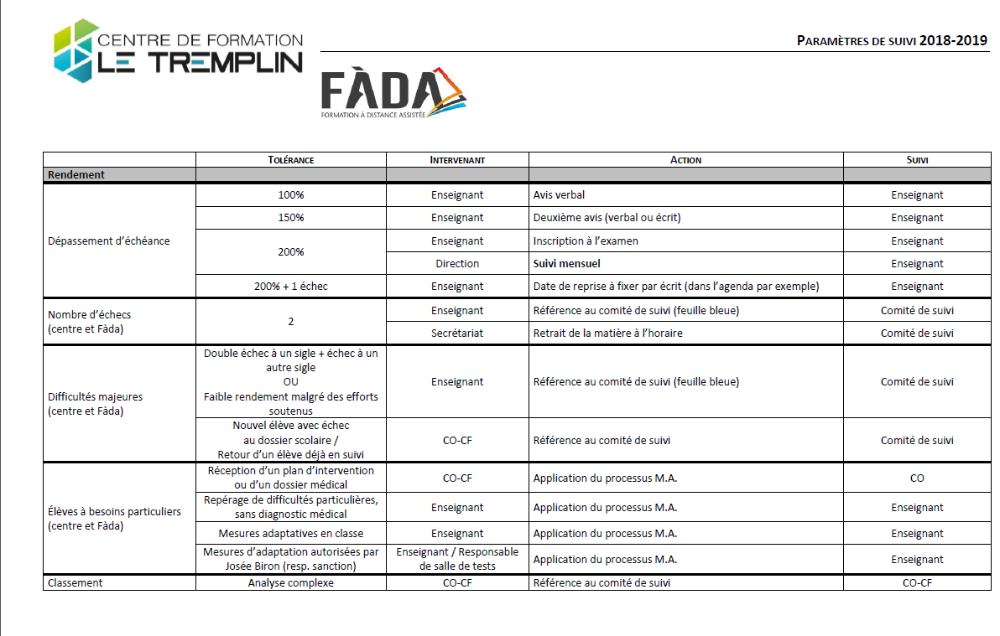 CENTRE DE FORMATION
LE TREMPLIN
PARAMÈTRES DE SUIVI 2018-2019
FÀDA
FORMATION À DISTANCE ASSISTÉE
TOLÉRANCE INTERVENANT ACTION SUIVI
Rendement
Dépassement d'échéance
100% Enseignant Avis verbal Enseignant
150% Enseignant Deuxième avis (verbal ou écrit) Enseignant
200% Enseignant Inscription à l'examen Enseignant
Direction Suivi mensuel Enseignant
200% + 1 échec Enseignant Date de reprise à fixer par écrit (dans l'agenda par exemple) Enseignant
Nombre d'échecs
(centre et Fàda)
2 Enseignant Référence au comité de suivi (feuille bleue) Comité de suivi
Secrétariat Retrait de la matière à l'horaire Comité de suivi
Difficultés majeures
(centre et Fàda)
Double échec à un sigle + échec à un
autre sigle
OU
Faible rendement malgré des efforts
soutenus
Enseignant Référence au comité de suivi (feuille bleue) Comité de suivi
Nouvel élève avec échec
au dossier scolaire /
Retour d'un élève déjà en suivi
CO-CF Référence au comité de suivi Comité de suivi
Élèves à besoins particuliers
(centre et Fàda)
Réception d'un plan d'intervention
ou d'un dossier médical
CO-CF Application du processus M.A. CO
Repérage de difficultés particulières,
sans diagnostic médical
Enseignant Application du processus M.A. Enseignant
Mesures adaptatives en classe Enseignant Application du processus M.A. Enseignant
Mesures d'adaptation autorisées par
Josée Biron (resp. sanction)
Enseignant / Responsable
de salle de tests
Application du processus M.A. Enseignant
Classement Analyse complexe CO-CF Référence au comité de suivi CO-CF